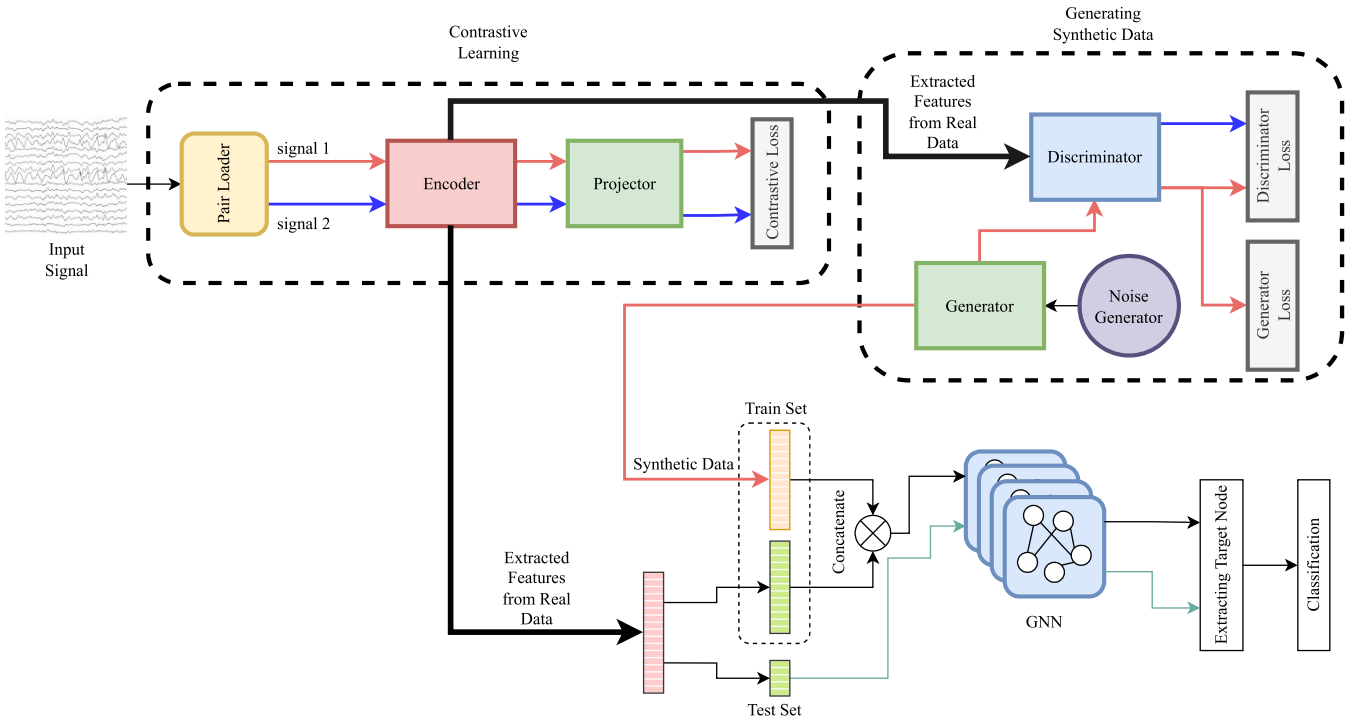 Contrastive
Learning
Generating
Synthetic Data
Input
Signal
Pair Loader
signal 1
signal 2
Encoder
Projector
Contrastive Loss
Extracted
Features
from Real
Data
Discriminator
Discriminator
Loss
Generator
Noise
Generator
Generator
Loss
Train Set
Synthetic Data
Concatenate
Extracted
Features
from Real
Data
Test Set
GNN
Extracting Target Node
Classification